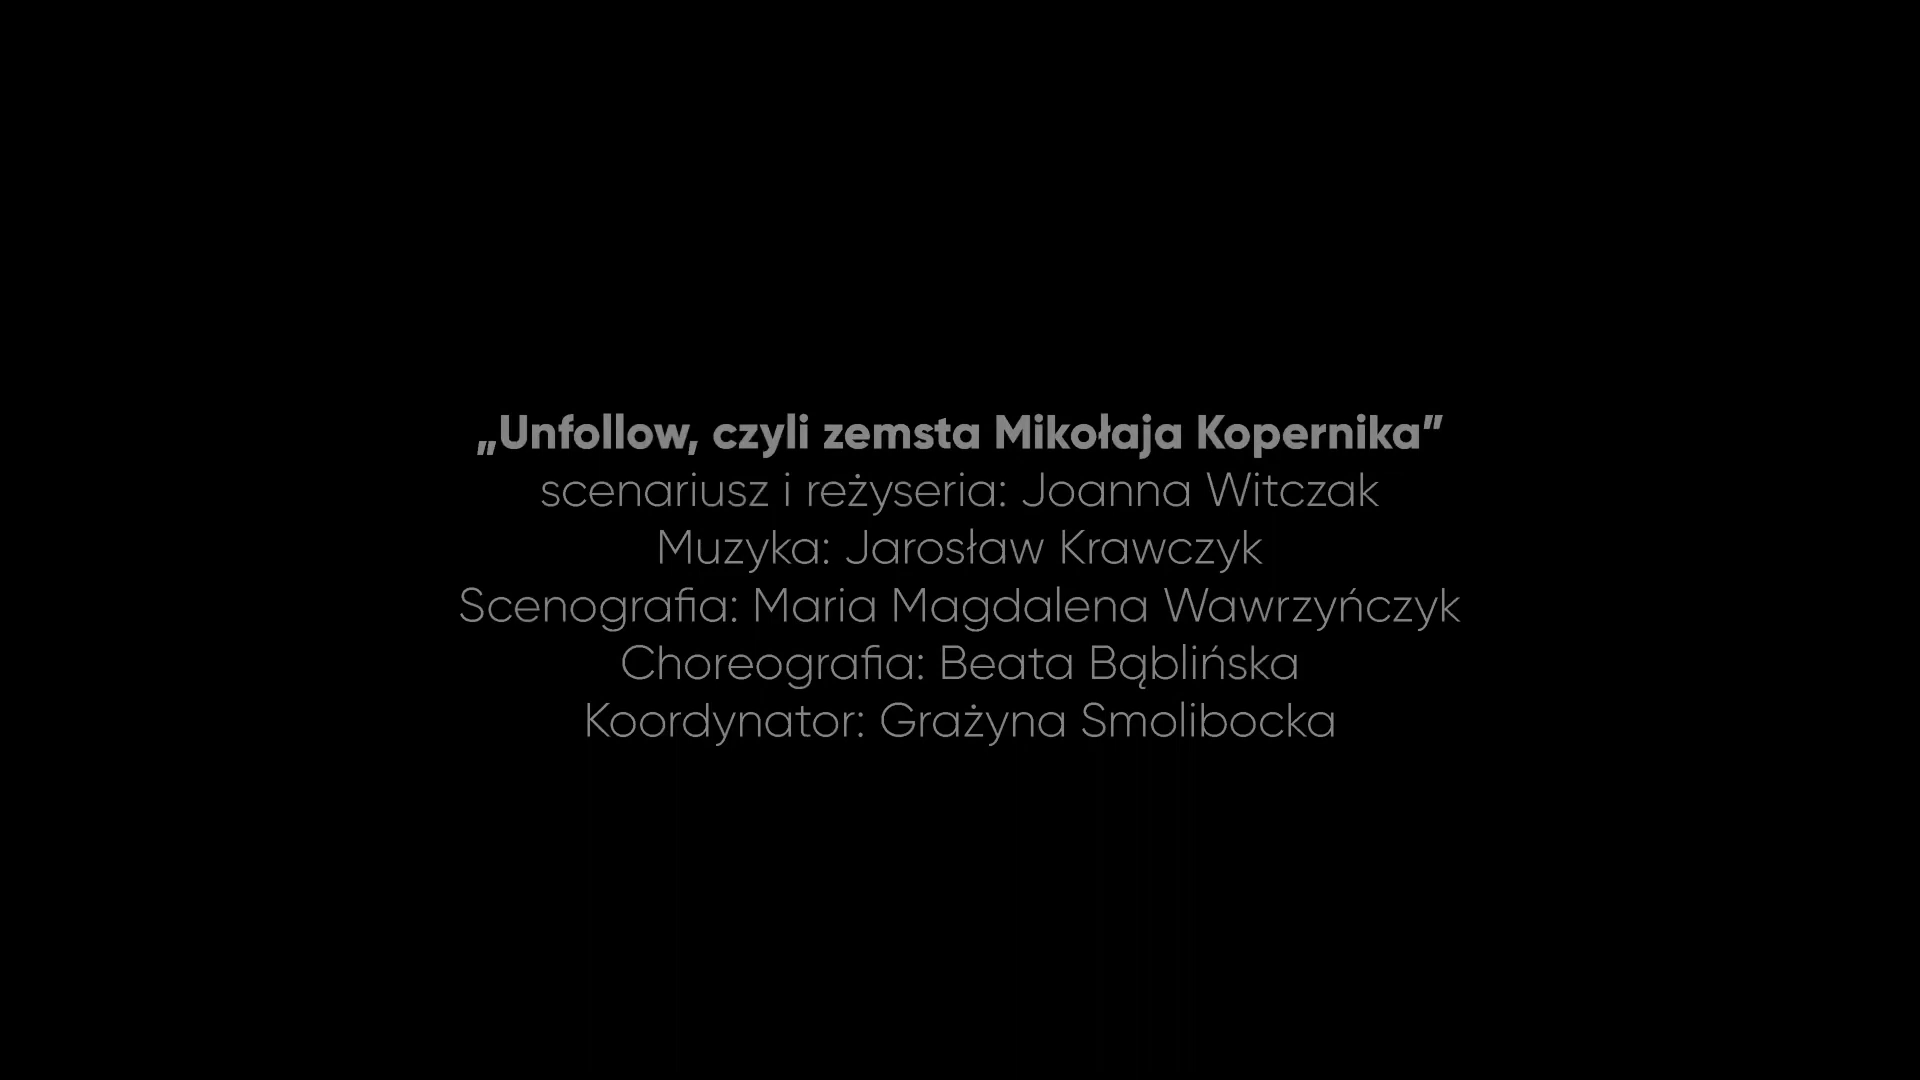 „Unfollow, czyli zemsta Mikołaja Kopernika”
scenariusz i reżyseria: Joanna Witczak
Muzyka: Jarosław Krawczyk
Scenografia: Maria Magdalena Wawrzyńczyk
Choreografia: Beata Bąblińska
Koordynator: Grażyna Smolibocka